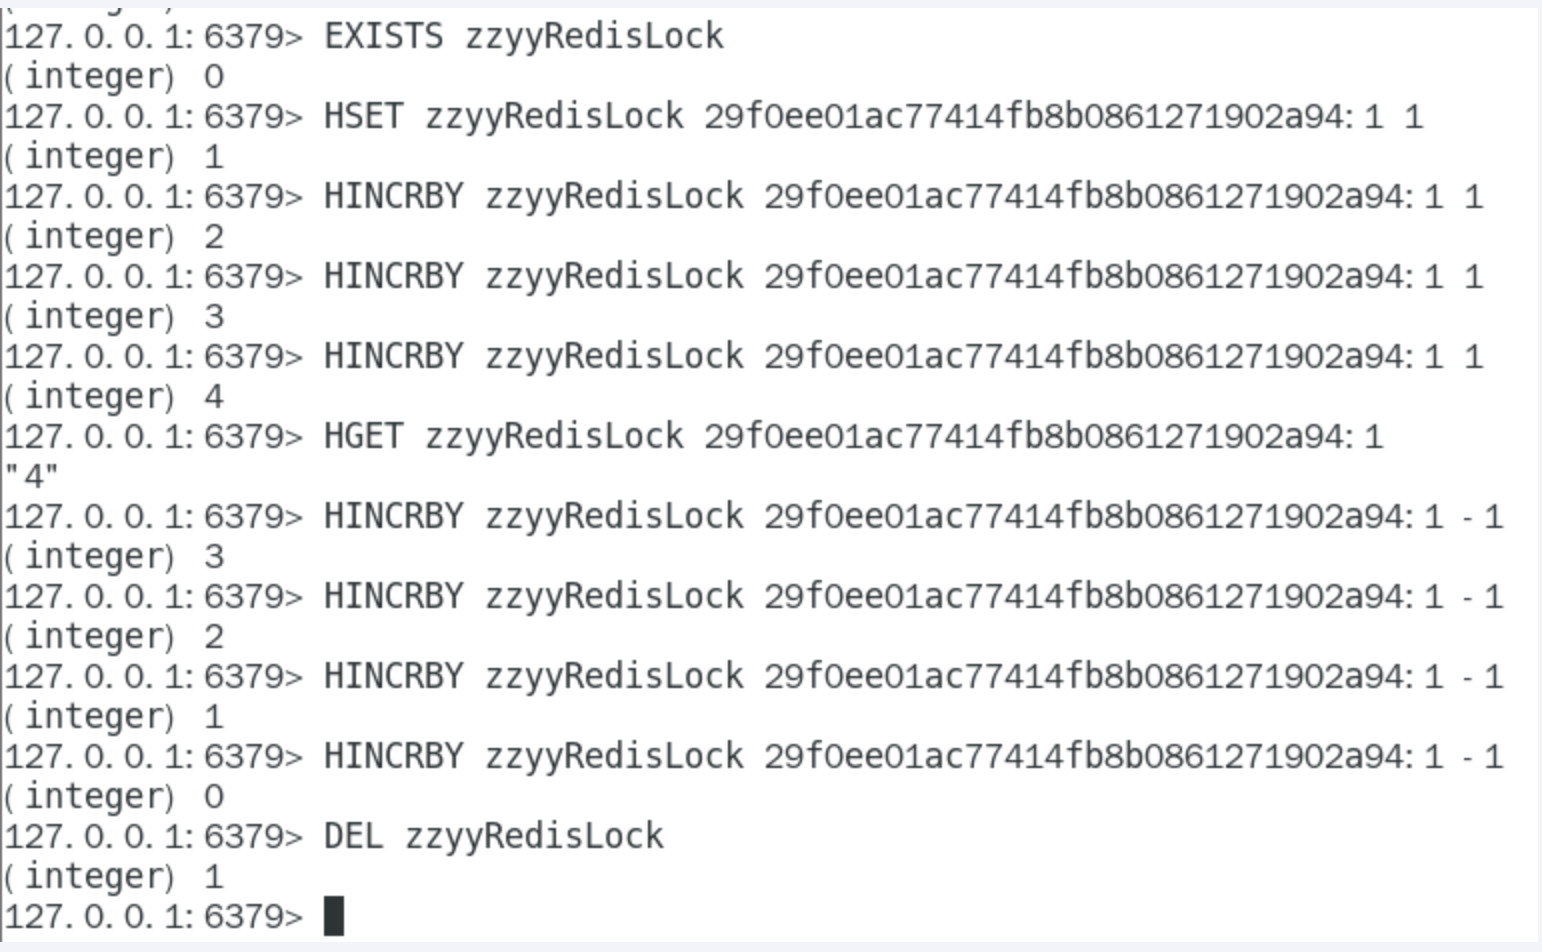 127.0.0.1:6379> EXISTS zzyyRedisLock
(integer) 0
127.0.0.1:6379> HSET zzyyRedisLock 29f0ee01ac77414fb8b0861271902a94:1 1
(integer) 1
127.0.0.1:6379> HINCRBY zzyyRedisLock 29f0ee01ac77414fb8b0861271902a94:1 1
(integer) 2
127.0.0.1:6379> HINCRBY zzyyRedisLock 29f0ee01ac77414fb8b0861271902a94:1 1
(integer) 3
127.0.0.1:6379> HINCRBY zzyyRedisLock 29f0ee01ac77414fb8b0861271902a94:1 1
(integer) 4
127.0.0.1:6379> HGET zzyyRedisLock 29f0ee01ac77414fb8b0861271902a94:1
"4"
127.0.0.1:6379> HINCRBY zzyyRedisLock 29f0ee01ac77414fb8b0861271902a94:1 -1
(integer) 3
127.0.0.1:6379> HINCRBY zzyyRedisLock 29f0ee01ac77414fb8b0861271902a94:1 -1
(integer) 2
127.0.0.1:6379> HINCRBY zzyyRedisLock 29f0ee01ac77414fb8b0861271902a94:1 -1
(integer) 1
127.0.0.1:6379> HINCRBY zzyyRedisLock 29f0ee01ac77414fb8b0861271902a94:1 -1
(integer) 0
127.0.0.1:6379> DEL zzyyRedisLock
(integer) 1
127.0.0.1:6379>